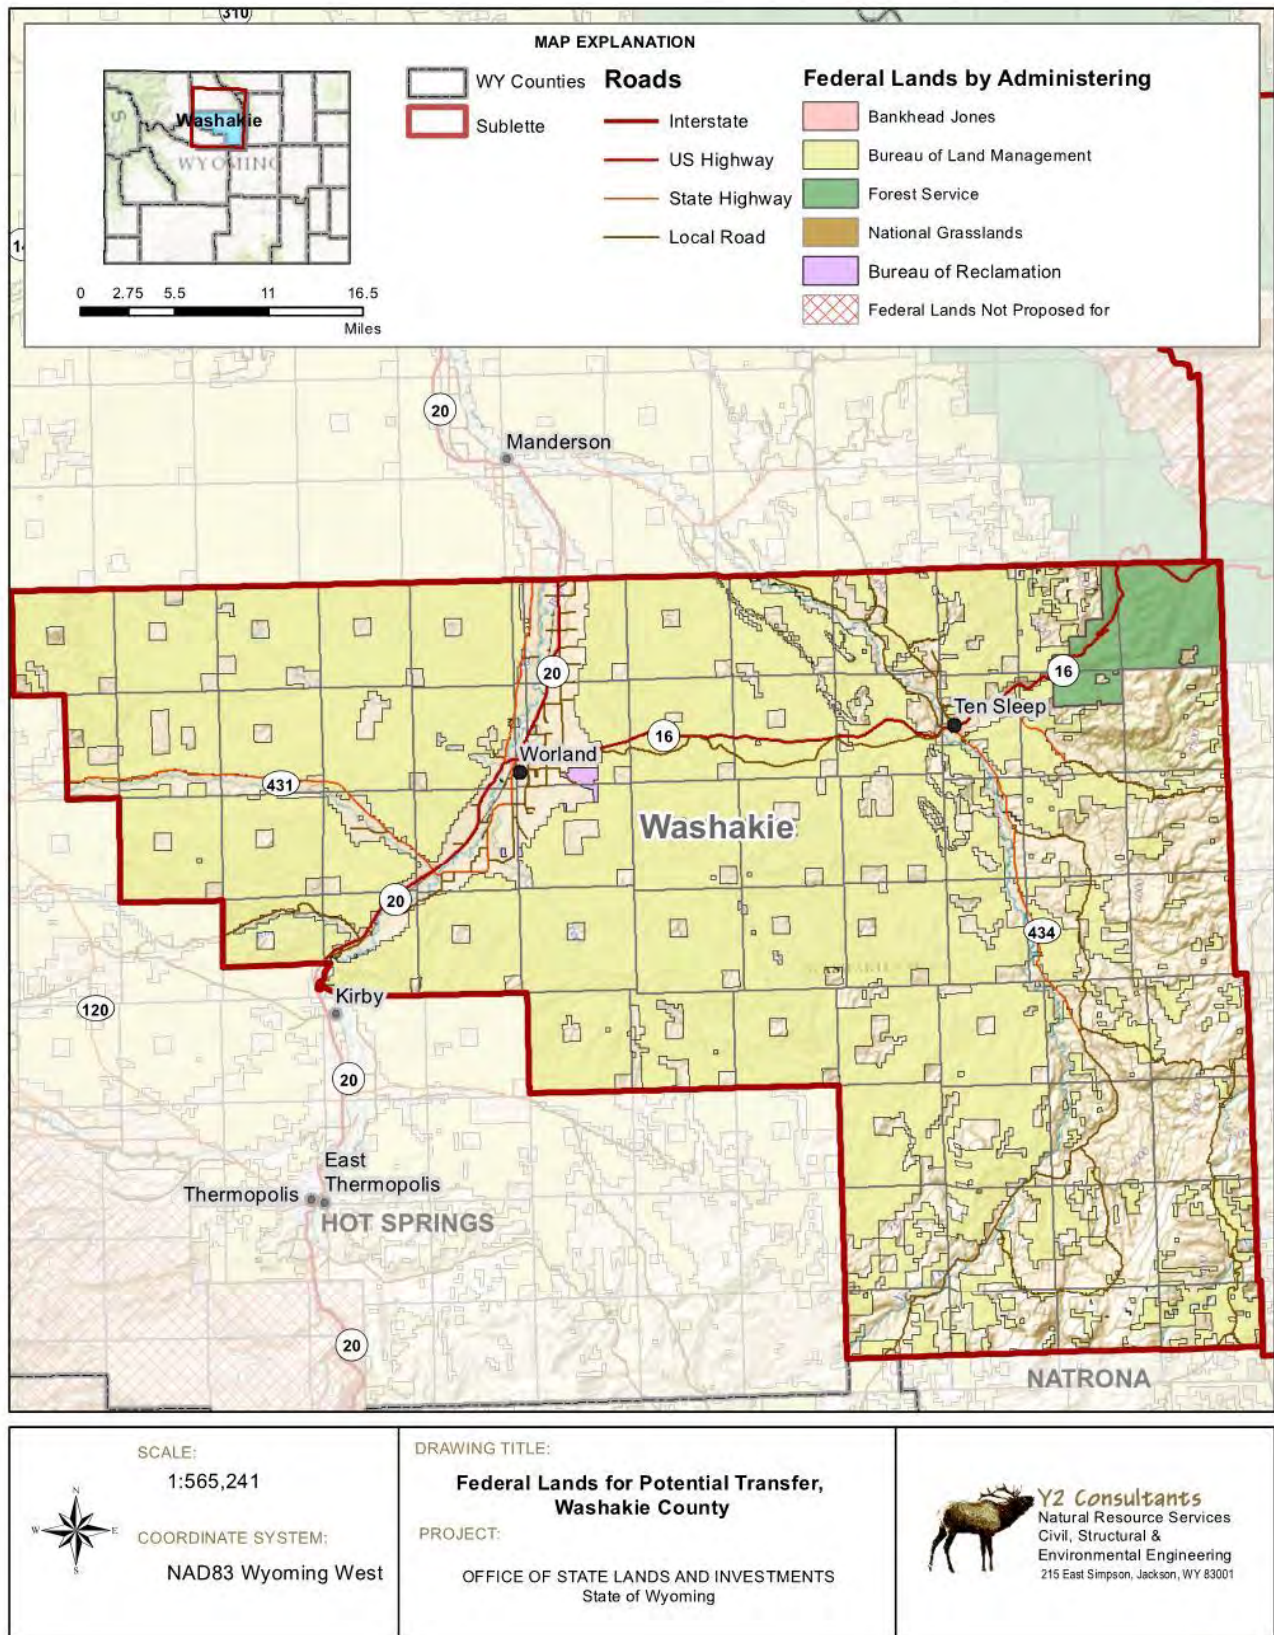 310
MAP EXPLANATION
Washakie
WYOMING
WY Counties
Sublette
Roads
Interstate
US Highway
State Highway
Local Road
Federal Lands by Administering
Bankhead Jones
Bureau of Land Management
Forest Service
National Grasslands
Bureau of Reclamation
Federal Lands Not Proposed for
0 2.75 5.5 11 16.5
Miles
20
Manderson
16
20
Ten Sleep
16
Worland
431
Washakie
20
434
Kirby
120
20
East
Thermopolis
Thermopolis
HOT SPRINGS
20
NATRONA
N
W E
S
SCALE:
1:565,241
COORDINATE SYSTEM:
NAD83 Wyoming West
DRAWING TITLE:
Federal Lands for Potential Transfer,
Washakie County
PROJECT:
OFFICE OF STATE LANDS AND INVESTMENTS
State of Wyoming
Y2 Consultants
Natural Resource Services
Civil, Structural &
Environmental Engineering
215 East Simpson, Jackson, WY 83001